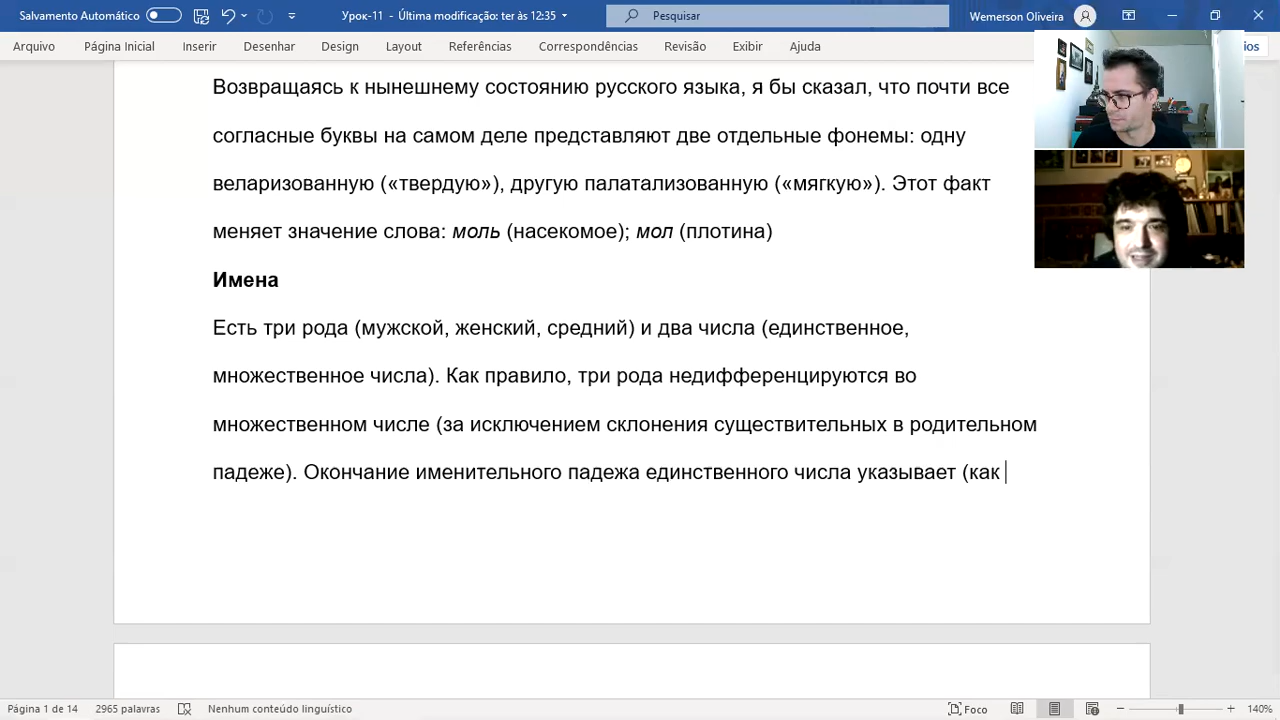 Salvamento Automático
Урок-11 - Última modificação: ter às 12:35
Pesquisar
Wemerson Oliveira
Arquivo Página Inicial Inserir Desenhar Design Layout Referências Correspondências Revisão Exibir Ajuda
Возвращаясь к нынешнему состоянию русского языка, я бы сказал, что почти все
согласные буквы на самом деле представляют две отдельные фонемы: одну
веларизованную («твердую»), другую палатализованную («мягкую»). Этот факт
меняет значение слова: моль (насекомое); мол (плотина)
Имена
Есть три рода (мужской, женский, средний) и два числа (единственное,
множественное числа). Как правило, три рода недифференцируются во
множественном числе (за исключением склонения существительных в родительном
падеже). Окончание именительного падежа единственного числа указывает (как
Página 1 de 14 2965 palavras Nenhum conteúdo linguístico Foco 140%